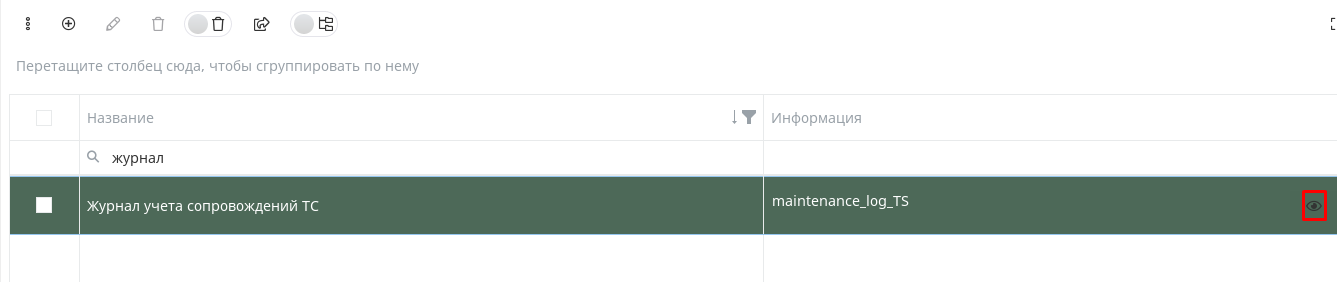 Перетащите столбец сюда, чтобы сгруппировать по нему
Название
Информация
журнал
Журнал учета сопровождений ТС
maintenance_log_TS